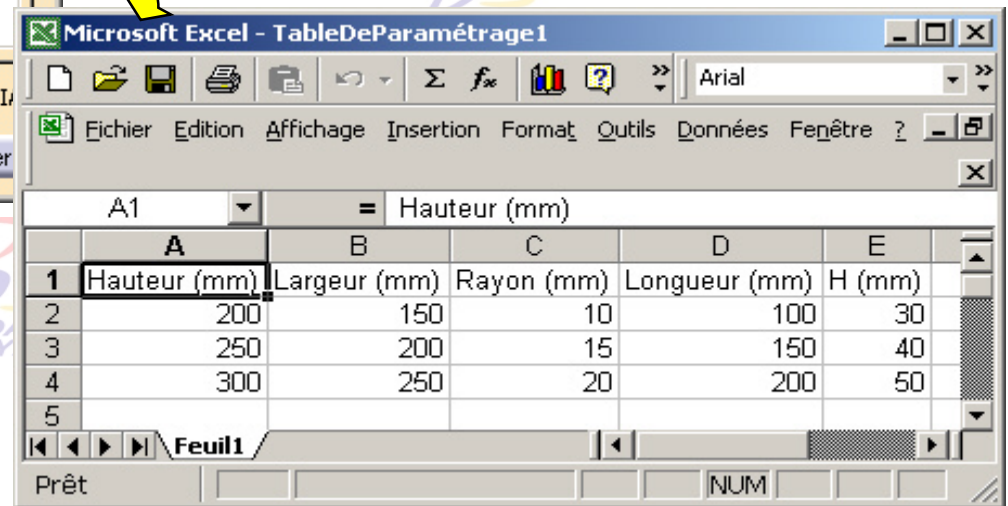 Microsoft Excel - TableDeParamétrage1
Σ fx ? » Arial »
Fichier Edition Affichage Insertion Format Outils Données Fenêtre ?
er
A1 = Hauteur (mm)
A B C D E
1 Hauteur (mm) Largeur (mm) Rayon (mm) Longueur (mm) H (mm)
2 200 150 10 100 30
3 250 200 15 150 40
4 300 250 20 200 50
5
Feuil1
Prêt NUM